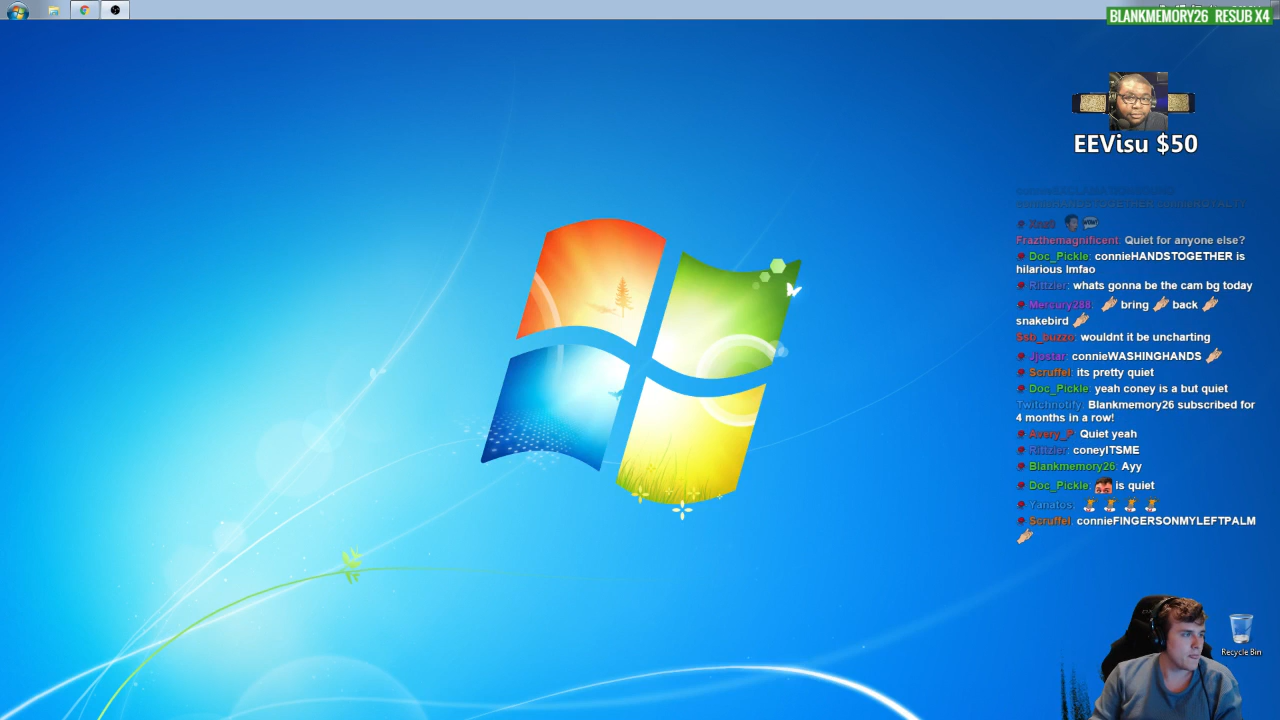 BLANKMEMORY26 RESUB X4
EEVisu $50
Frazthemagnificent: Quiet for anyone else?
Doc_Pickle: connieHANDSTOGETHER is
hilarious lmfao
Rittzler: whats gonna be the cam bg today
Mercury288: bring back
snakebird
Ssb_buzzo: wouldnt it be uncharting
Jjostar: connieWASHINGHANDS
Scruffel: its pretty quiet
Doc_Pickle: yeah coney is a but quiet
Twitchnotify: Blankmemory26 subscribed for
4 months in a row!
Avery_P: Quiet yeah
Rittzler: coneyITSME
Blankmemory26: Ayy
Doc_Pickle: is quiet
Yanatos:
Scruffel: connieFINGERSONMYLEFTPALM
Recycle Bin